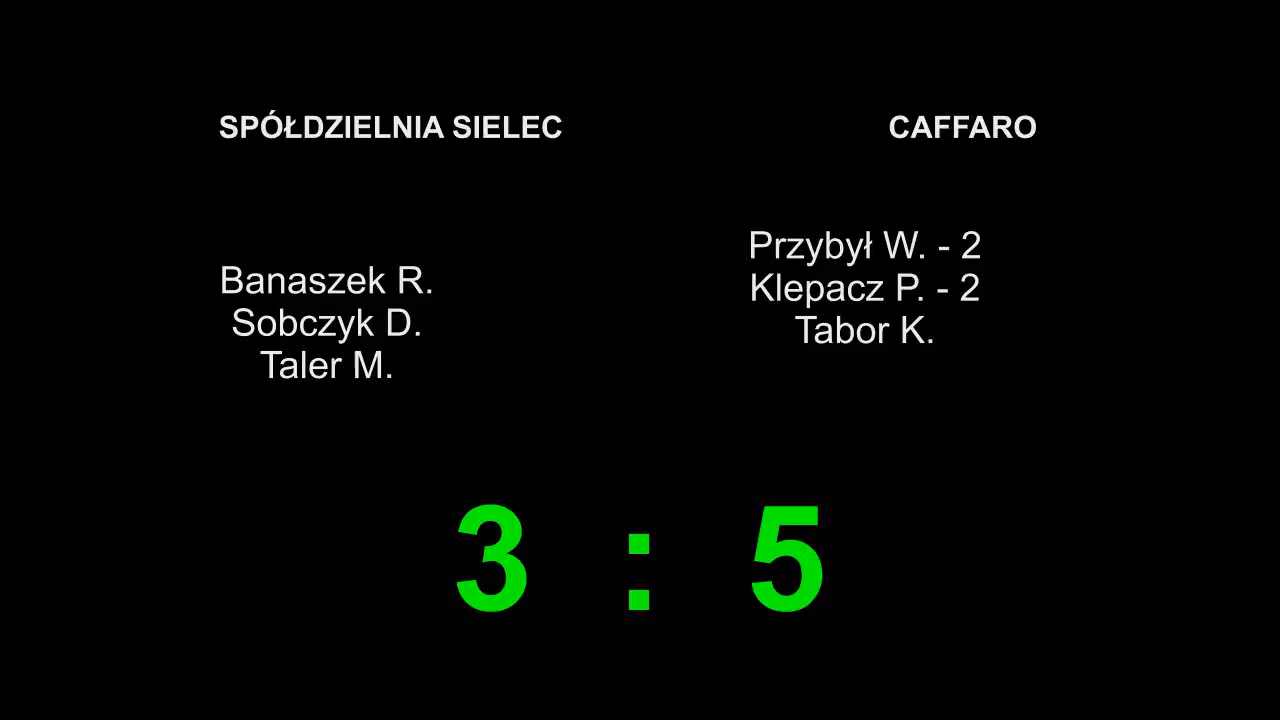 SPÓŁDZIELNIA SIELEC
CAFFARO
Banaszek R.
Sobczyk D.
Taler M.
Przybył W. - 2
Klepacz P. - 2
Tabor K.
3 : 5